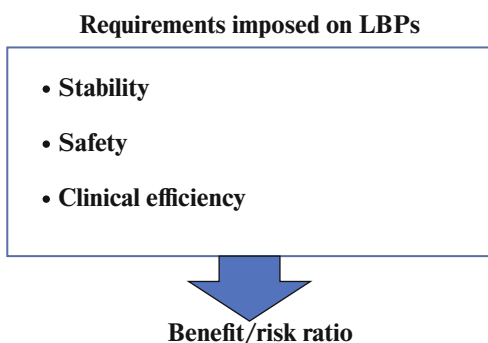 Requirements imposed on LBPs
• Stability
• Safety
• Clinical efficiency
Benefit/risk ratio